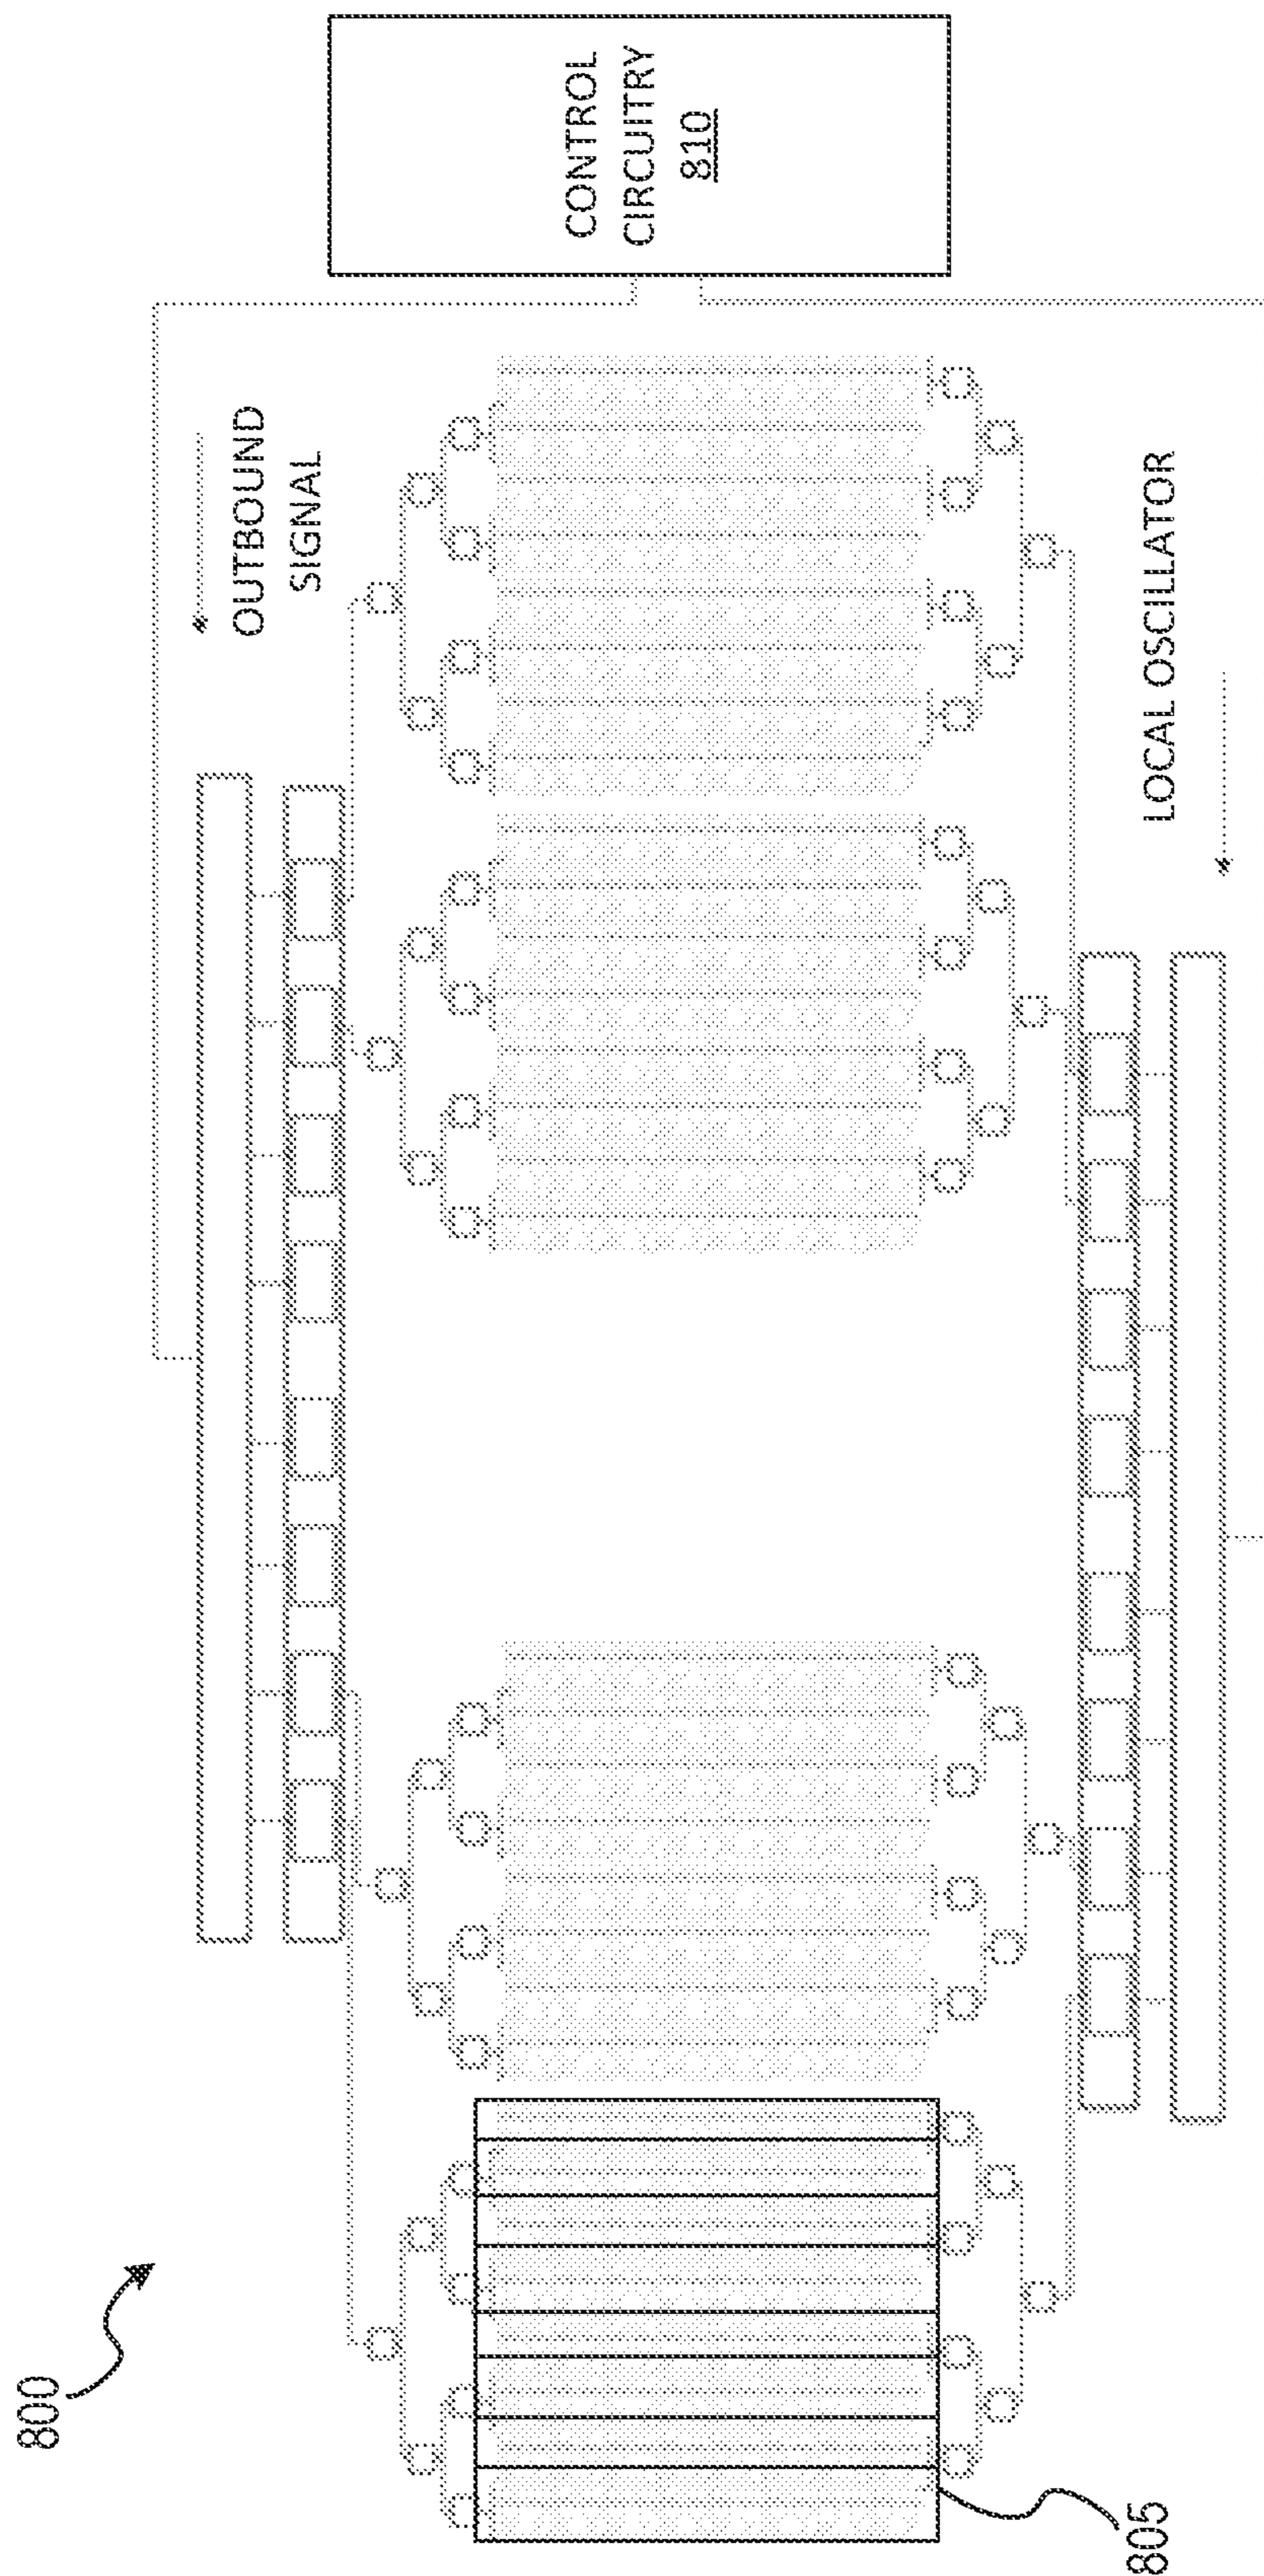 800
OUTBOUND
SIGNAL
CONTROL
CIRCUITRY
810
LOCAL OSCILLATOR
805